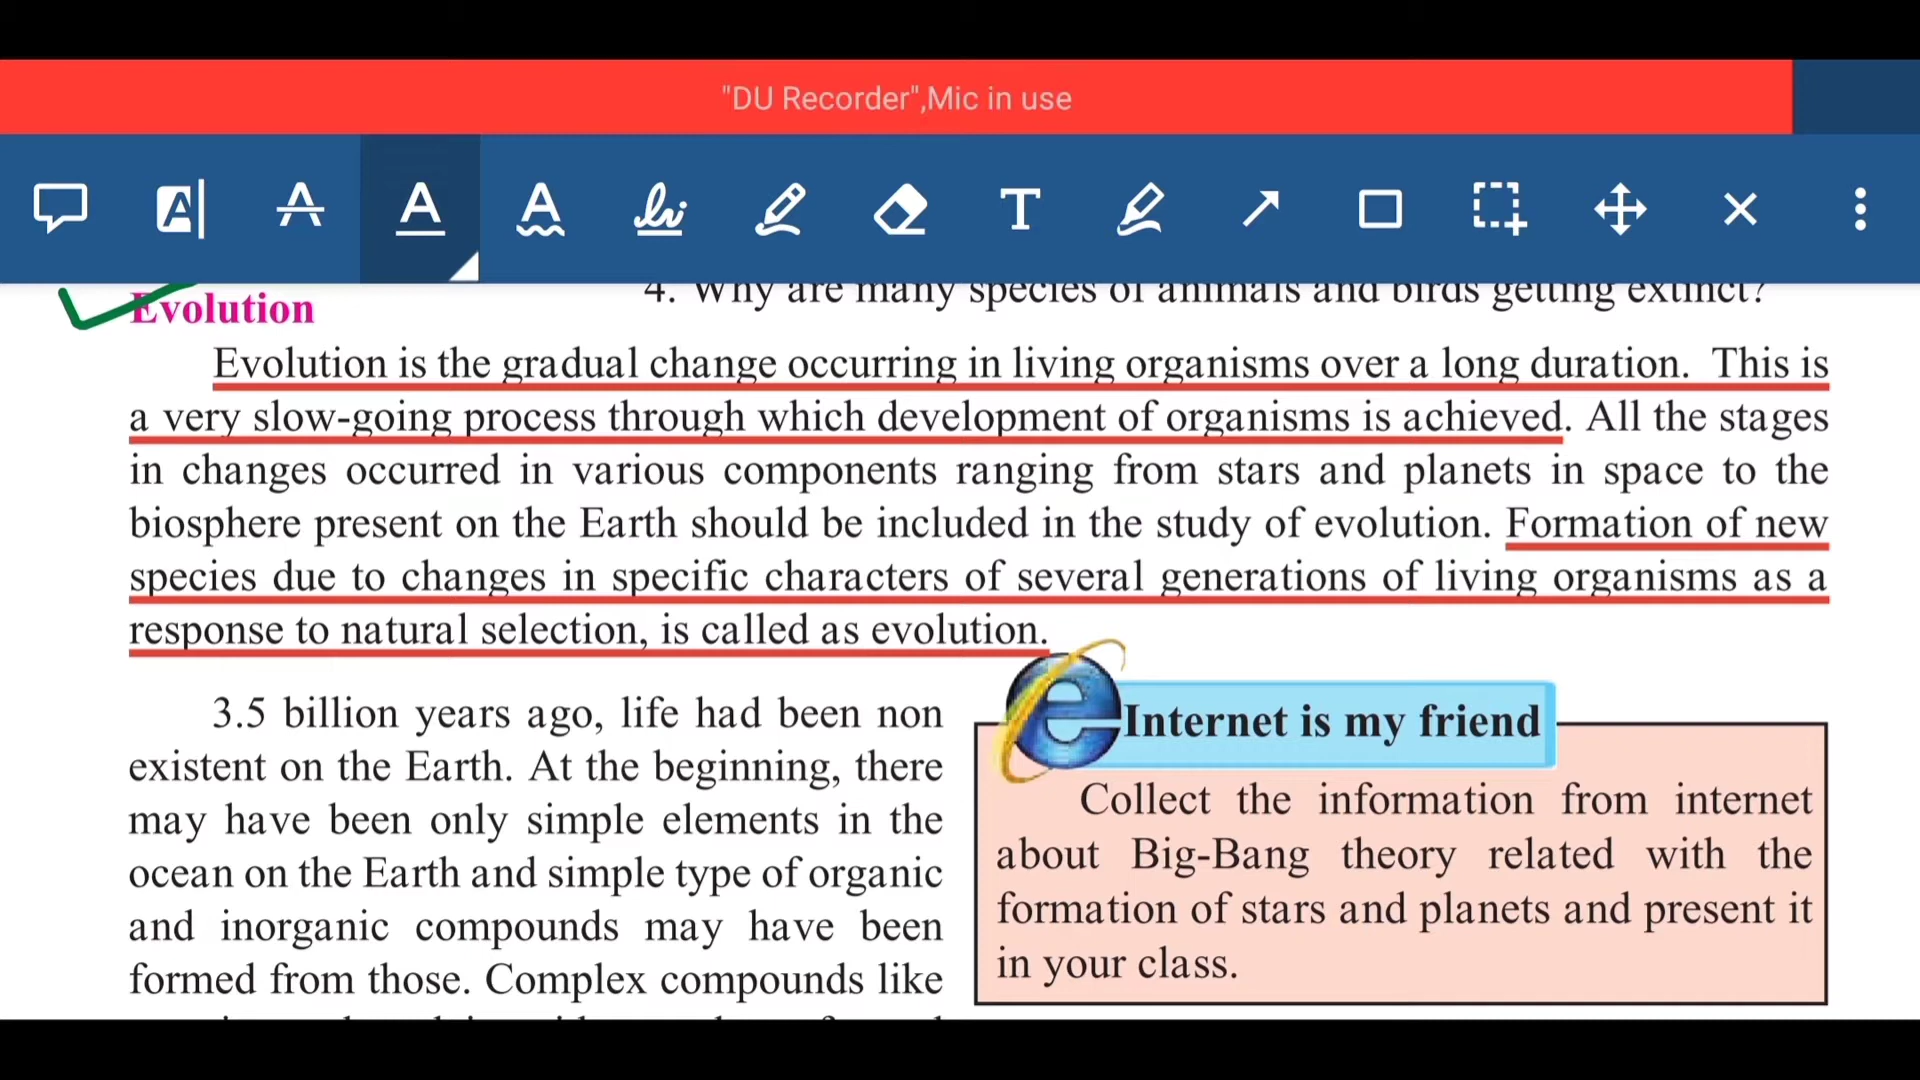 "DU Recorder",Mic in use
4. Why are many species of animals and birds getting extinct?
Evolution
Evolution is the gradual change occurring in living organisms over a long duration. This is
a very slow-going process through which development of organisms is achieved. All the stages
in changes occurred in various components ranging from stars and planets in space to the
biosphere present on the Earth should be included in the study of evolution. Formation of new
species due to changes in specific characters of several generations of living organisms as a
response to natural selection, is called as evolution.
3.5 billion years ago, life had been non
existent on the Earth. At the beginning, there
may have been only simple elements in the
ocean on the Earth and simple type of organic
and inorganic compounds may have been
formed from those. Complex compounds like
Internet is my friend
Collect the information from internet
about Big-Bang theory related with the
formation of stars and planets and present it
in your class.